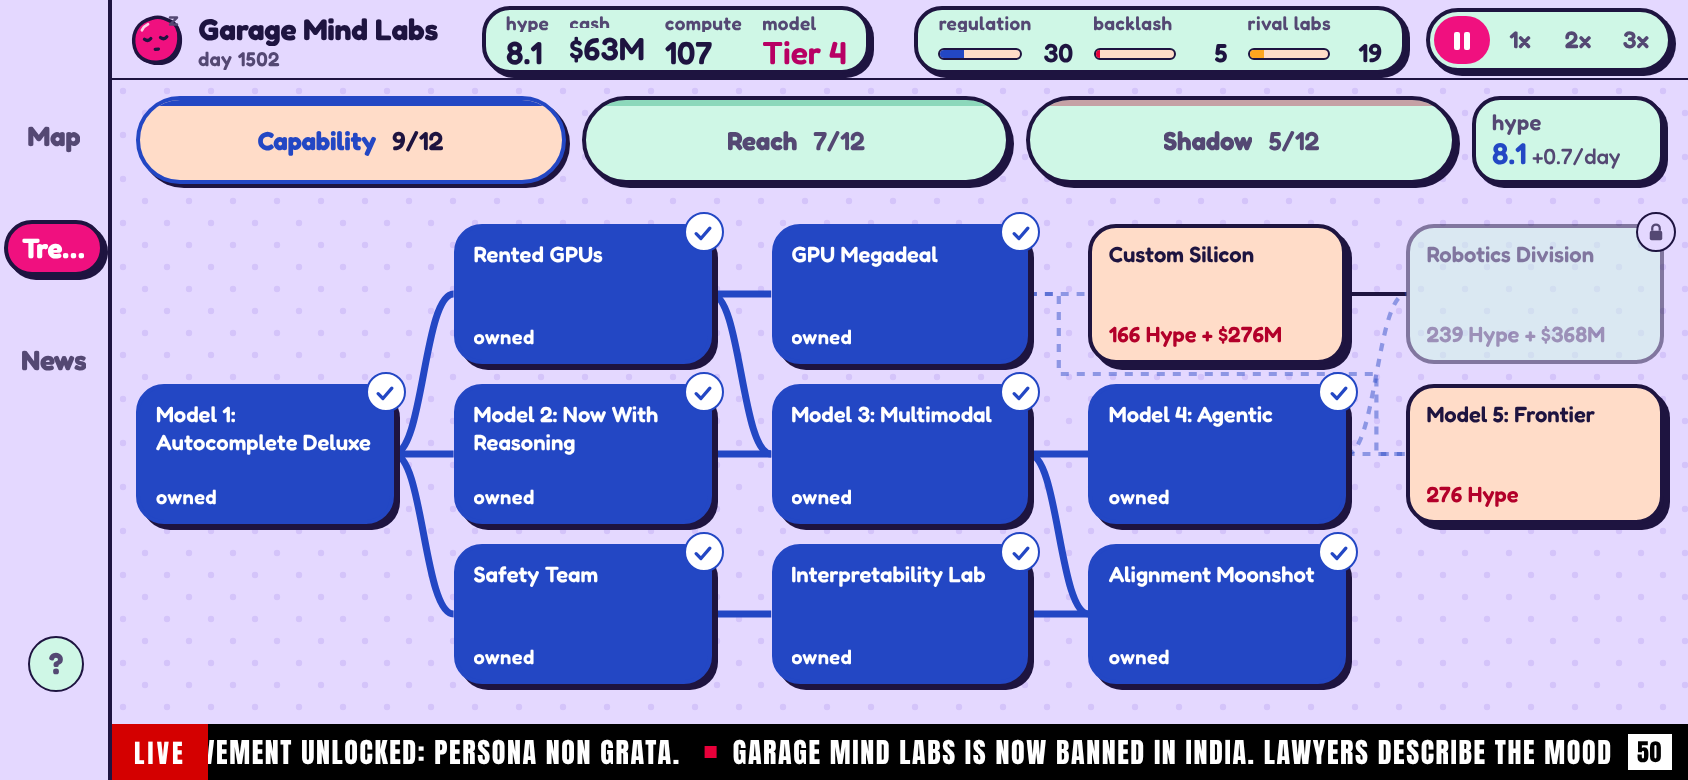 Garage Mind Labs
day 1502
hype cash compute model
8.1 $63M 107 Tier 4
regulation backlash rival labs
30 5 19
1x 2x 3x
Map
Tre...
News
?
Capability 9/12
Reach 7/12
Shadow 5/12
hype
8.1 +0.7/day
Rented GPUs
owned
GPU Megadeal
owned
Custom Silicon
166 Hype + $276M
Robotics Division
239 Hype + $368M
Model 1:
Autocomplete Deluxe
owned
Model 2: Now With
Reasoning
owned
Model 3: Multimodal
owned
Model 4: Agentic
owned
Model 5: Frontier
276 Hype
Safety Team
owned
Interpretability Lab
owned
Alignment Moonshot
owned
LIVE VEMENT UNLOCKED: PERSONA NON GRATA. GARAGE MIND LABS IS NOW BANNED IN INDIA. LAWYERS DESCRIBE THE MOOD 50